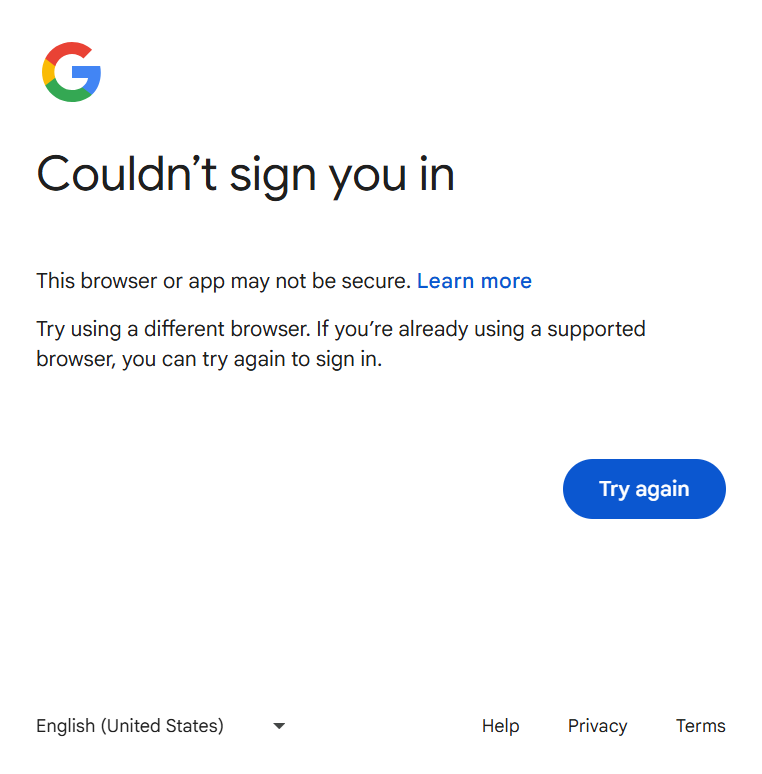 Couldn’t sign you in
This browser or app may not be secure. Learn more
Try using a different browser. If you’re already using a supported
browser, you can try again to sign in.
Try again
English (United States)
Help
Privacy
Terms